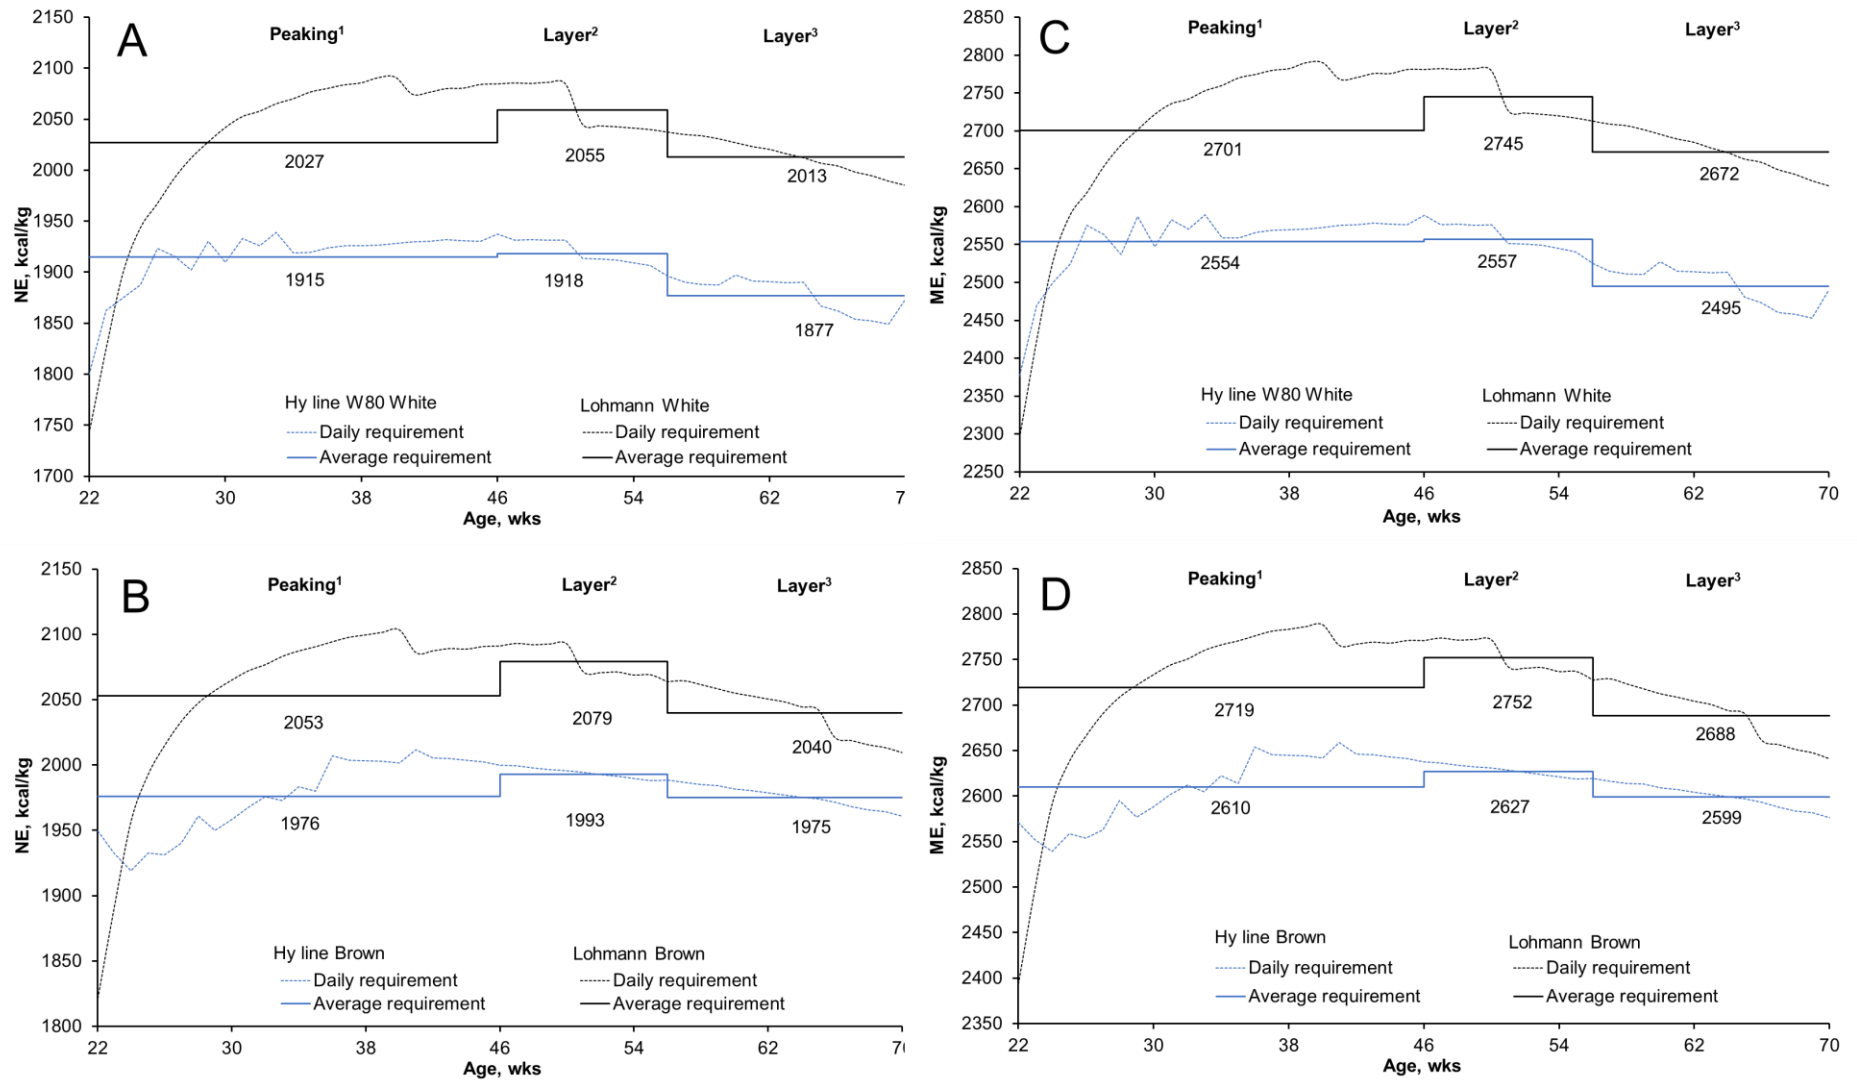 A
Peaking¹
Layer²
Layer³
2150
2100
2050
2000
1950
1900
1850
1800
1750
1700
NE, kcal/kg
2027
2055
2013
1915
1918
1877
Hy line W80 White
Daily requirement
Average requirement
Lohmann White
Daily requirement
Average requirement
22 30 38 46 54 62 7
Age, wks
C
Peaking¹
Layer²
Layer³
2850
2800
2750
2700
2650
2600
2550
2500
2450
2400
2350
2300
2250
ME, kcal/kg
2701
2745
2672
2554
2557
2495
Hy line W80 White
Daily requirement
Average requirement
Lohmann White
Daily requirement
Average requirement
22 30 38 46 54 62 70
Age, wks
B
Peaking¹
Layer²
Layer³
2150
2100
2050
2000
1950
1900
1850
1800
NE, kcal/kg
2053
2079
2040
1976
1993
1975
Hy line Brown
Daily requirement
Average requirement
Lohmann Brown
Daily requirement
Average requirement
22 30 38 46 54 62 7
Age, wks
D
Peaking¹
Layer²
Layer³
2850
2800
2750
2700
2650
2600
2550
2500
2450
2400
2350
ME, kcal/kg
2719
2752
2688
2610
2627
2599
Hy line Brown
Daily requirement
Average requirement
Lohmann Brown
Daily requirement
Average requirement
22 30 38 46 54 62 70
Age, wks